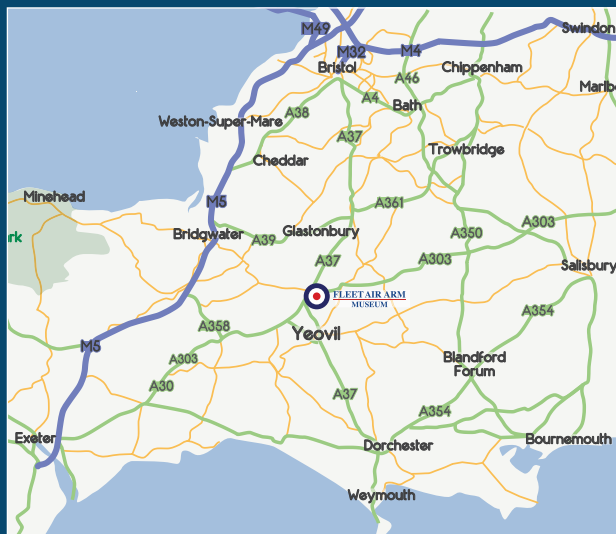 M49
Swindon
M32
M4
Bristol
Chippenham
A46
Marlbo
A4
Bath
A38
Weston-Super-Mare
A37
Trowbridge
Cheddar
Minehead
M5
A361
A303
Bridgwater
Glastonbury
A350
rk
A39
A37
A303
Salisbury
FLEET AIR ARM
MUSEUM
A354
A358
Yeovil
M5
A303
Blandford
Forum
A30
A37
A354
Exeter
Dorchester
Bournemouth
Weymouth